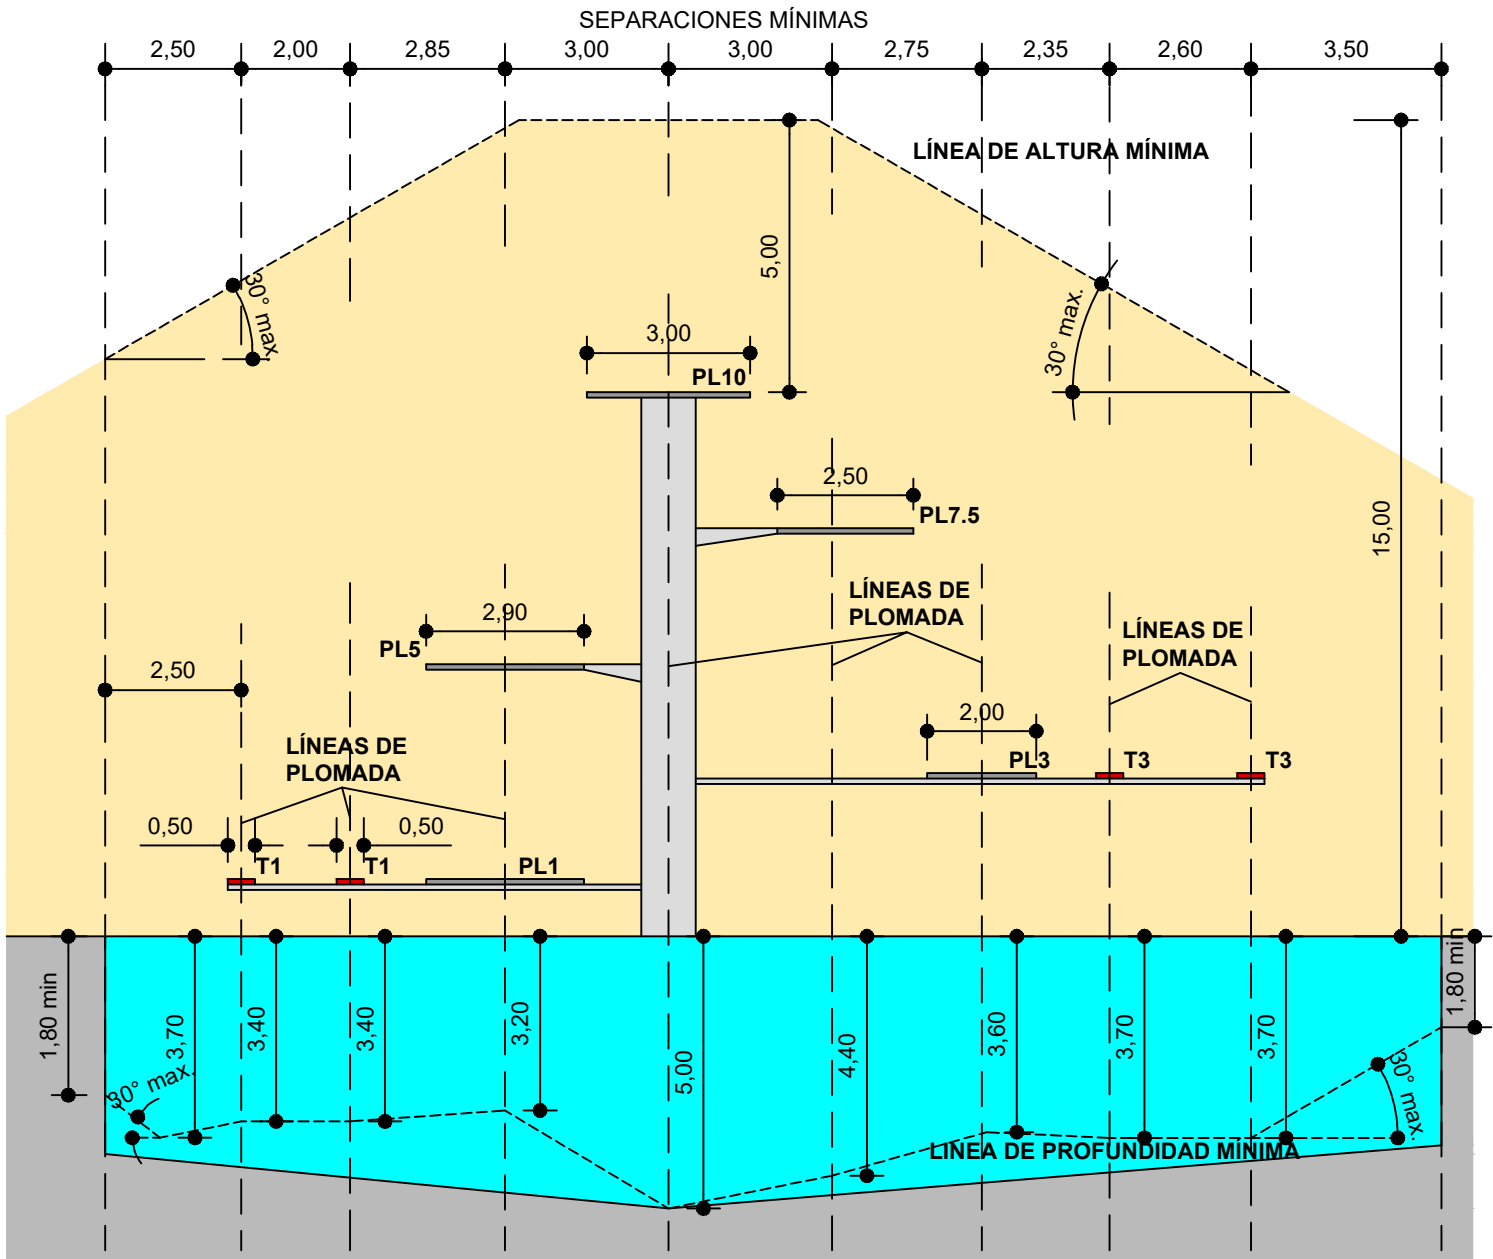 SEPARACIONES MÍNIMAS
2,50
2,00
2,85
3,00
3,00
2,75
2,35
2,60
3,50
LÍNEA DE ALTURA MÍNIMA
5,00
30° max.
30° max.
3,00
PL10
2,50
PL7.5
15,00
LÍNEAS DE
PLOMADA
2,90
PL5
LÍNEAS DE
PLOMADA
2,50
2,00
PL3
T3
T3
LÍNEAS DE
PLOMADA
0,50
0,50
T1
T1
PL1
1,80 min
3,70
3,40
3,40
3,20
5,00
4,40
3,60
3,70
3,70
1,80 min
30° max.
30° max.
LÍNEA DE PROFUNDIDAD MÍNIMA